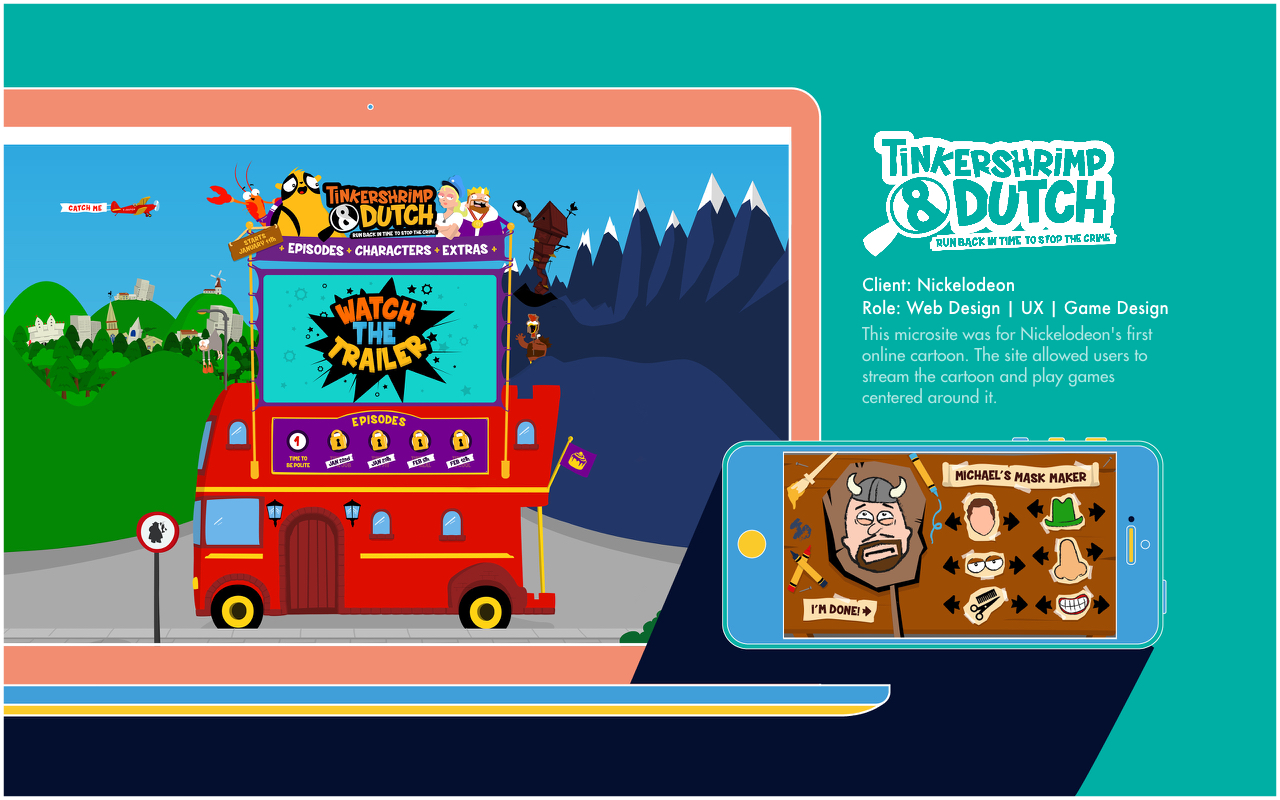 CATCH ME
TINKERSHRIMP
& DUTCH
RUN BACK IN TIME TO STOP THE CRIME
STARTS
JANUARY 14th
EPISODES + CHARACTERS + EXTRAS
WATCH
THE
TRAILER
EPISODES
1
TIME TO
BE POLITE
JAN 22nd
JAN 29th
FEB 5th
FEB 12th
TINKERSHRIMP
& DUTCH
RUN BACK IN TIME TO STOP THE CRIME
Client: Nickelodeon
Role: Web Design | UX | Game Design
This microsite was for Nickelodeon's first
online cartoon. The site allowed users to
stream the cartoon and play games
centered around it.
MICHAEL'S MASK MAKER
I'M DONE!